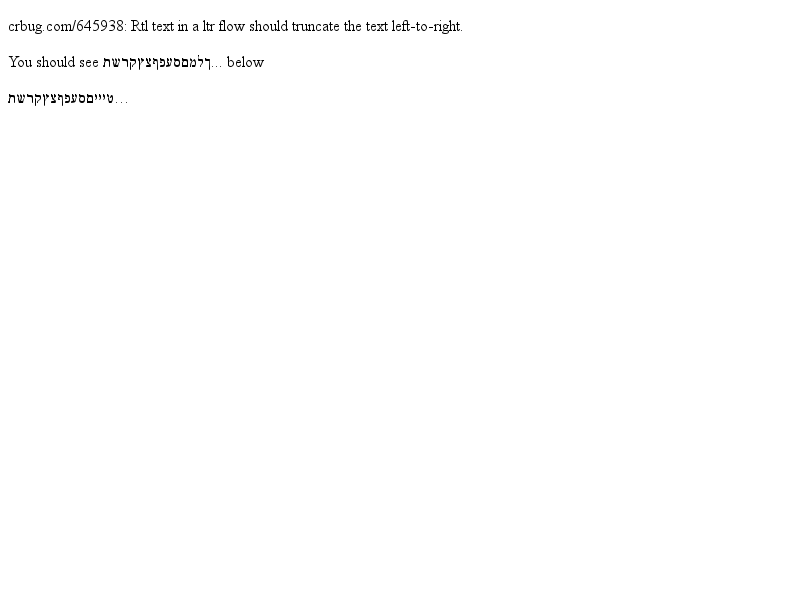 crbug.com/645938: Rtl text in a ltr flow should truncate the text left-to-right.
You should see ךלמםסעפףצץקרשת... below
טיייםסעפףצץקרשת...